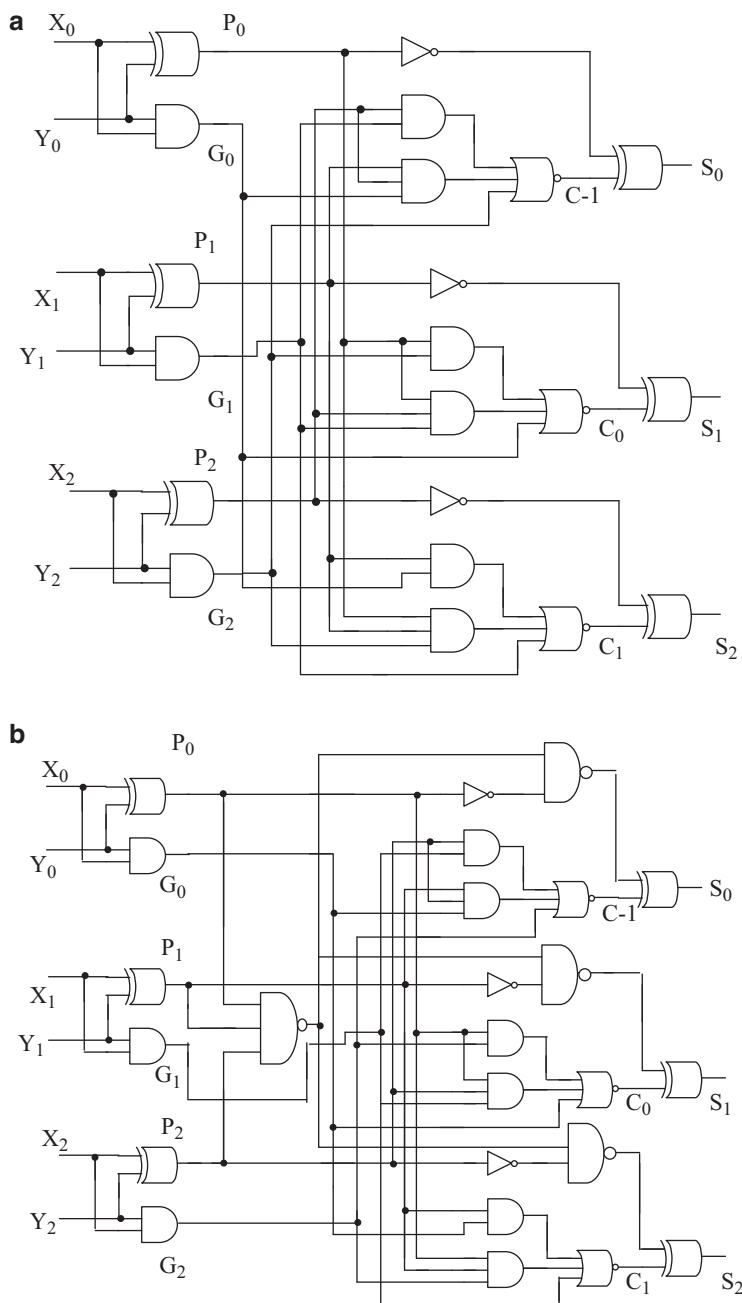 a
X0 P0
Y0 G0
C-1 S0
P1
X1
Y1 G1
C0 S1
P2
X2
Y2 G2
C1 S2
b
P0
X0
Y0 G0
C-1 S0
P1
X1
Y1 G1
C0 S1
P2
X2
Y2 G2
C1 S2